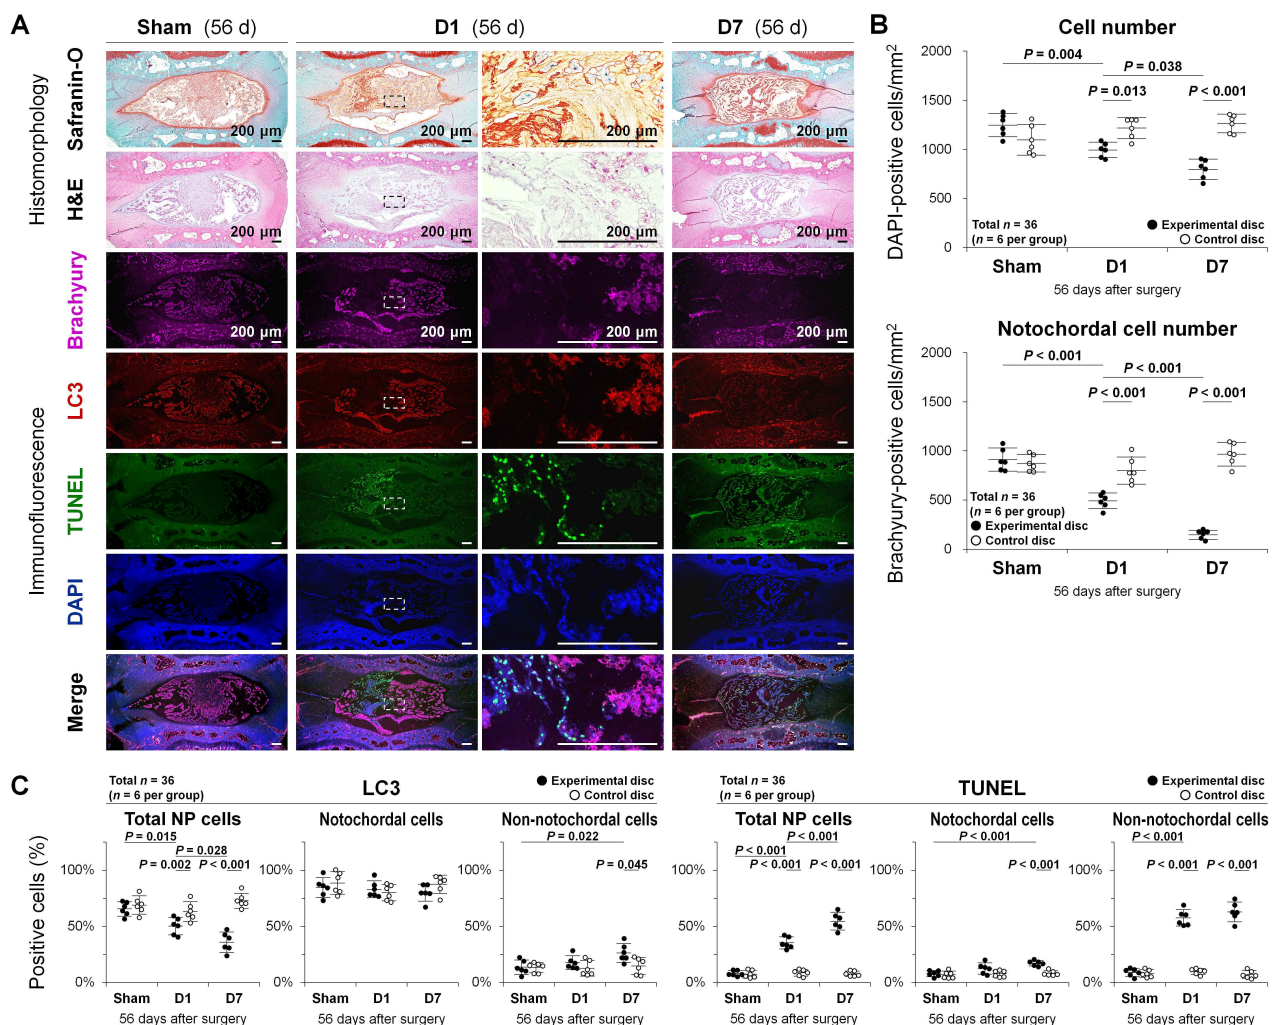 A
Sham (56 d)
D1 (56 d)
D7 (56 d)
Histomorphology
Immunofluorescence
Safranin-O
200 µm
200 µm
200 µm
200 µm
H&E
200 µm
200 µm
200 µm
200 µm
Brachyury
200 µm
200 µm
200 µm
200 µm
LC3
TUNEL
DAPI
Merge
B
Cell number
DAPI-positive cells/mm2
2000
1500
1000
500
0
P = 0.004
P = 0.038
P = 0.013
P < 0.001
Total n = 36
(n = 6 per group)
Experimental disc
Control disc
Sham
D1
D7
56 days after surgery
Notochordal cell number
Brachyury-positive cells/mm2
2000
1500
1000
500
0
P < 0.001
P < 0.001
P < 0.001
P < 0.001
Total n = 36
(n = 6 per group)
Experimental disc
Control disc
Sham
D1
D7
56 days after surgery
C
Total n = 36
(n = 6 per group)
LC3
Experimental disc
Control disc
Positive cells (%)
Total NP cells
P = 0.015
P = 0.028
P = 0.002
P < 0.001
100%
50%
0%
Sham
D1
D7
56 days after surgery
Notochordal cells
100%
50%
0%
Sham
D1
D7
56 days after surgery
Non-notochordal cells
P = 0.022
P = 0.045
100%
50%
0%
Sham
D1
D7
56 days after surgery
Total n = 36
(n = 6 per group)
TUNEL
Experimental disc
Control disc
Total NP cells
P < 0.001
P < 0.001
P < 0.001
P < 0.001
100%
50%
0%
Sham
D1
D7
56 days after surgery
Notochordal cells
P < 0.001
P < 0.001
100%
50%
0%
Sham
D1
D7
56 days after surgery
Non-notochordal cells
P < 0.001
P < 0.001
P < 0.001
100%
50%
0%
Sham
D1
D7
56 days after surgery